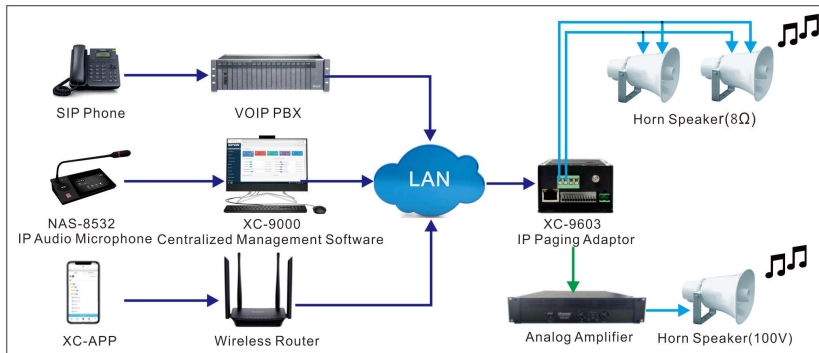 SIP Phone
VOIP PBX
Horn Speaker(8Ω)
LAN
NAS-8532
IP Audio Microphone
XC-9000
Centralized Management Software
XC-9603
IP Paging Adaptor
XC-APP
Wireless Router
Analog Amplifier
Horn Speaker(100V)